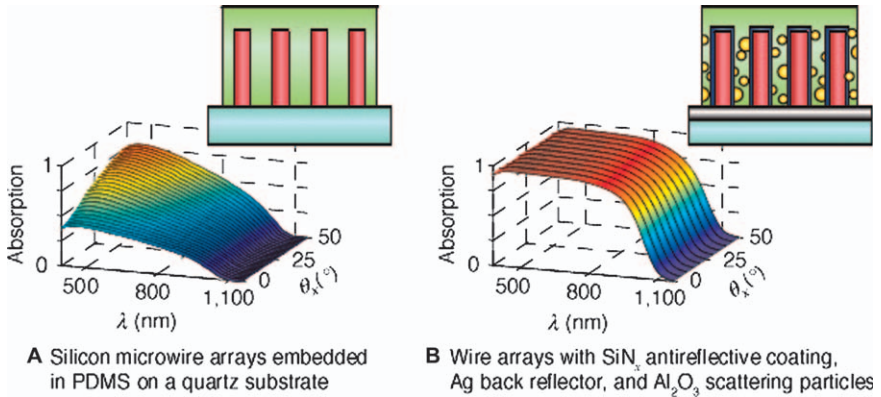 1
Absorption
0
500
800
1,100
λ (nm)
0
25
50
θx(°)
A Silicon microwire arrays embedded
in PDMS on a quartz substrate
1
Absorption
0
500
800
1,100
λ (nm)
0
25
50
θx(°)
B Wire arrays with SiNx antireflective coating,
Ag back reflector, and Al2O3 scattering particles